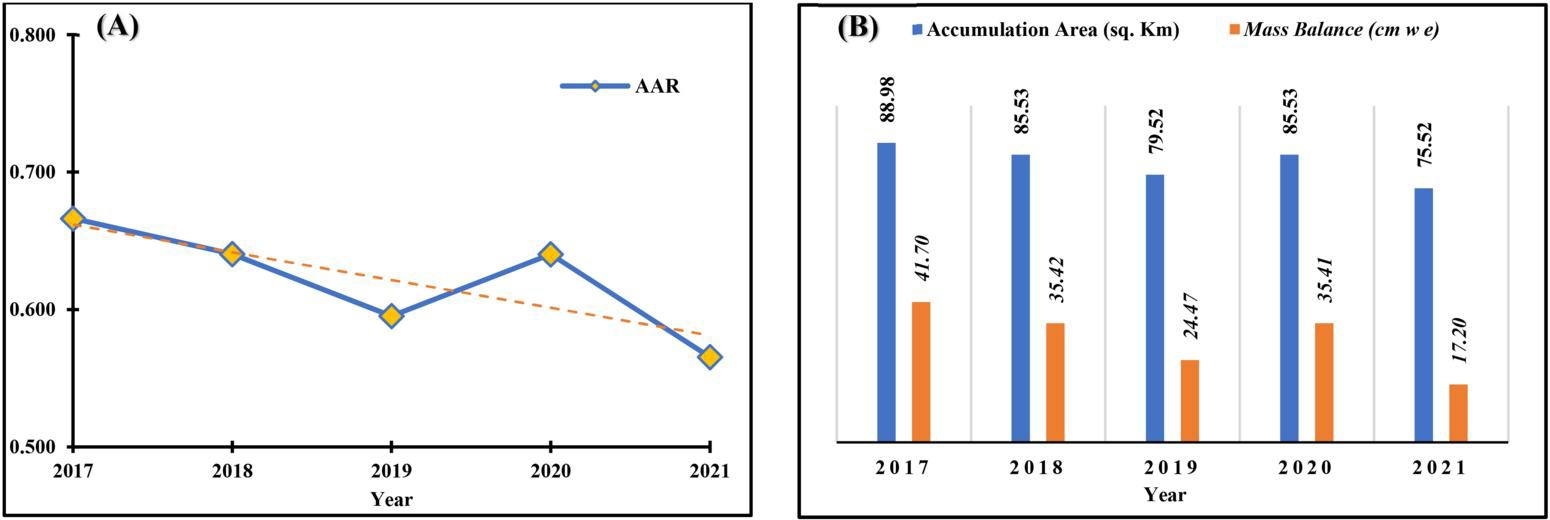 (A)
AAR
0.800
0.700
0.600
0.500
2017 2018 2019 2020 2021
Year
(B)
Accumulation Area (sq. Km) Mass Balance (cm w e)
88.98 85.53 79.52 85.53 75.52
41.70 35.42 24.47 35.41 17.20
2017 2018 2019 2020 2021
Year